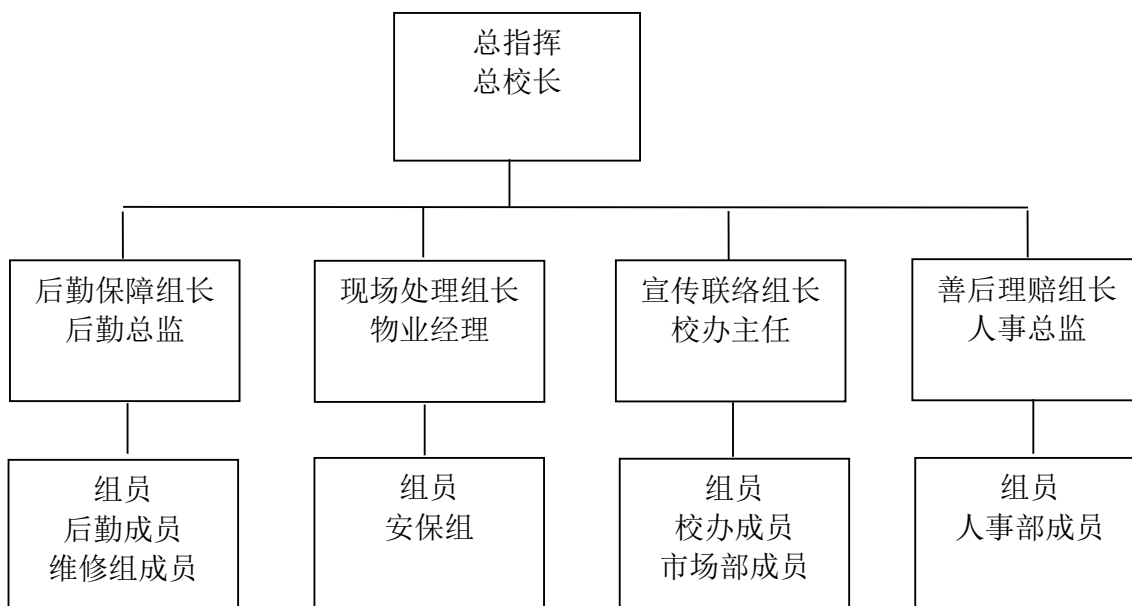 总指挥
总校长
后勤保障组长
后勤总监
现场处理组长
物业经理
宣传联络组长
校办主任
善后理赔组长
人事总监
组员
后勤成员
维修组成员
组员
安保组
组员
校办成员
市场部成员
组员
人事部成员